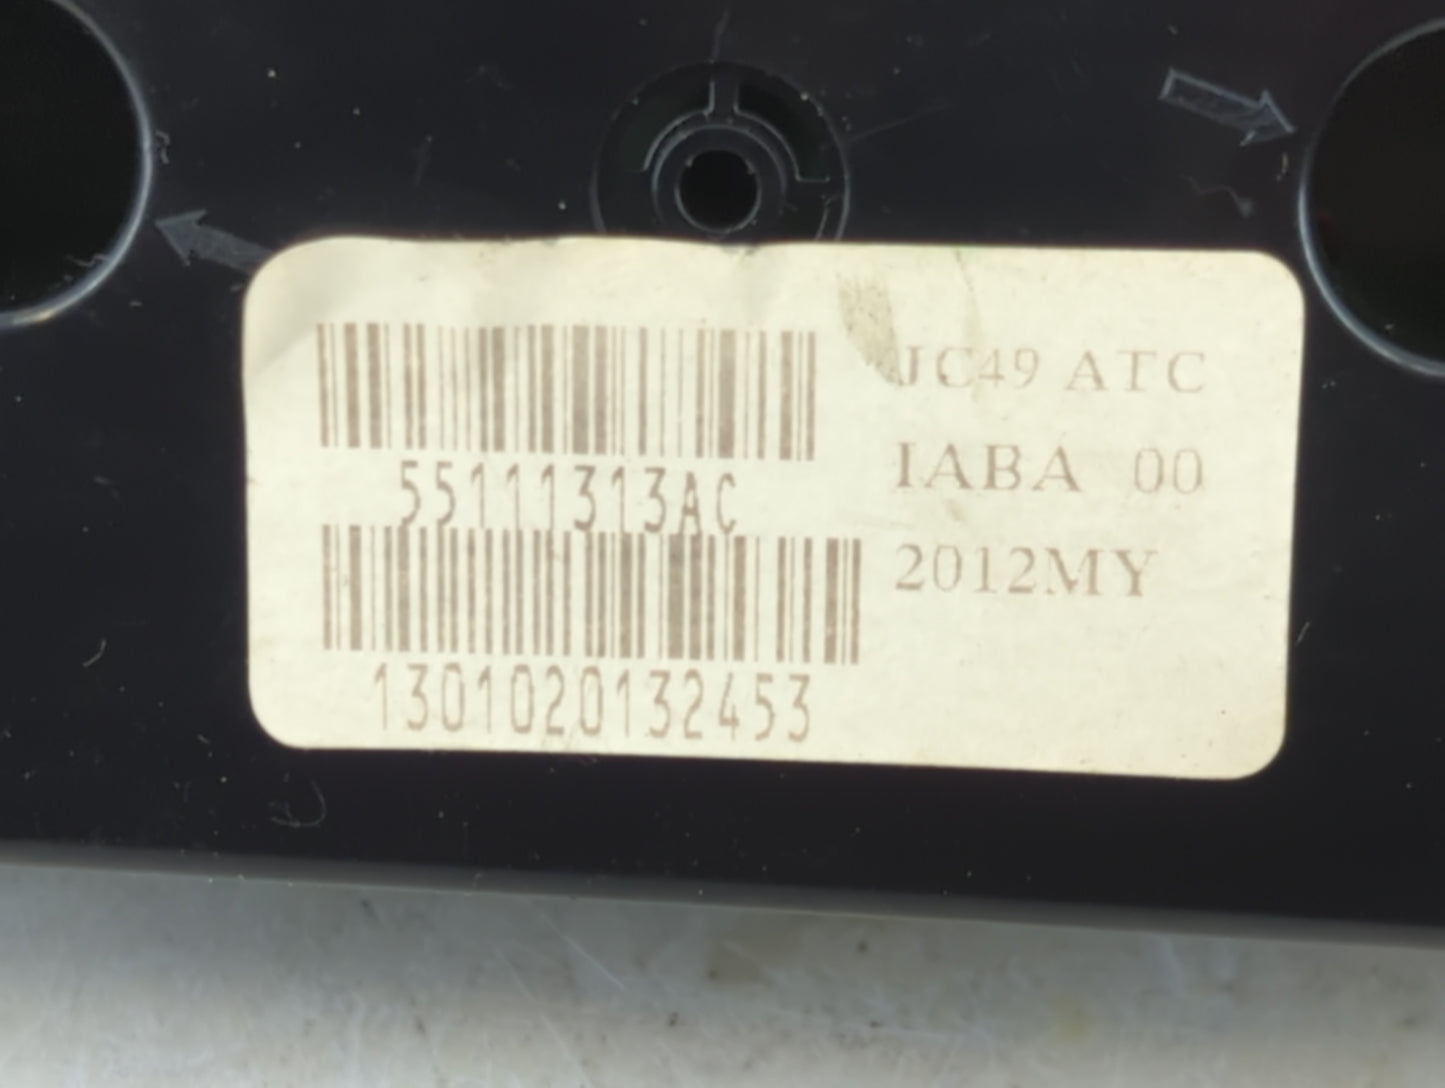 55111313AC
1301020132453
JC49 ATC
IABA 00
2012MY